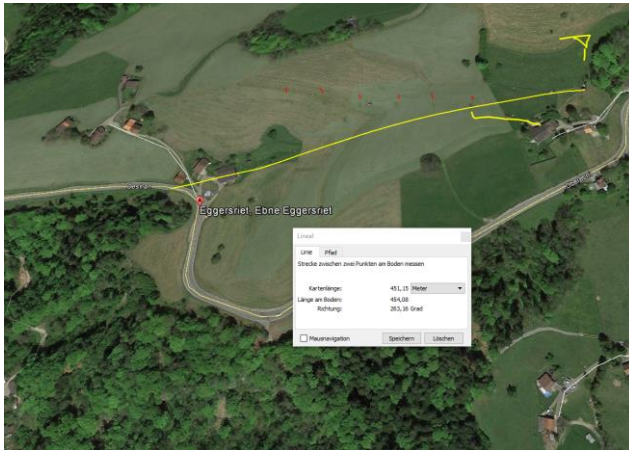 Eggersriet, Ebne Eggersriet
Lineal
Linie Pfad
Strecke zwischen zwei Punkten am Boden messen
Kartenlänge: 451,15 Meter
Länge am Boden: 454,08
Richtung: 263,16 Grad
Mausnavigation Speichern Löschen